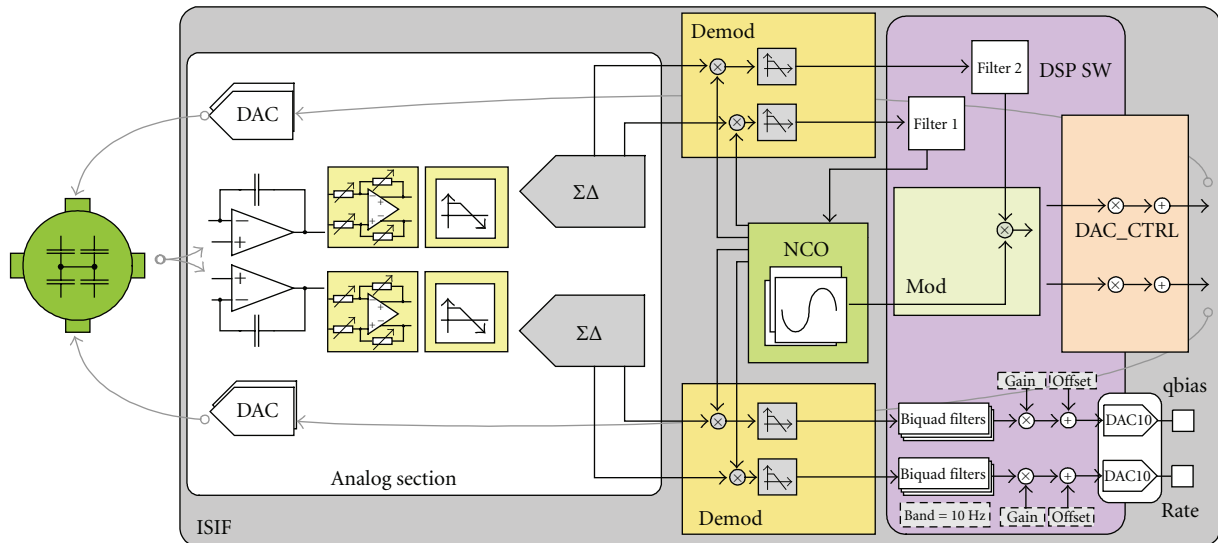 Demod
DSP SW
Filter 2
Filter 1
DAC
ΣΔ
DAC_CTRL
NCO
Mod
ΣΔ
DAC
Gain
Offset
qbias
Biquad filters
DAC10
Biquad filters
DAC10
Analog section
Band = 10 Hz
Gain
Offset
Rate
Demod
ISIF